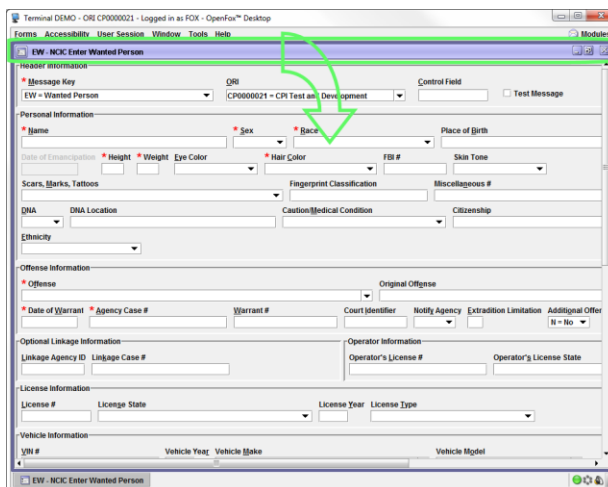 Terminal DEMO - ORI CP0000021 - Logged in as FOX - OpenFox™ Desktop
Forms Accessibility User Session Window Tools Help Modules
EW - NCIC Enter Wanted Person
Header Information
* Message Key ORI Control Field
EW = Wanted Person CP0000021 = CPI Test and Development Test Message
Personal Information
* Name * Sex * Race Place of Birth
Date of Emancipation * Height * Weight Eye Color * Hair Color FBI # Skin Tone
Scars, Marks, Tattoos Fingerprint Classification Miscellaneous #
DNA DNA Location Caution/Medical Condition Citizenship
Ethnicity
Offense Information
* Offense Original Offense
* Date of Warrant * Agency Case # Warrant # Court Identifier Notify Agency Extradition Limitation Additional Offen
N = No
Optional Linkage Information Operator Information
Linkage Agency ID Linkage Case # Operator's License # Operator's License State
License Information
License # License State License Year License Type
Vehicle Information
VIN # Vehicle Year Vehicle Make Vehicle Model
EW - NCIC Enter Wanted Person